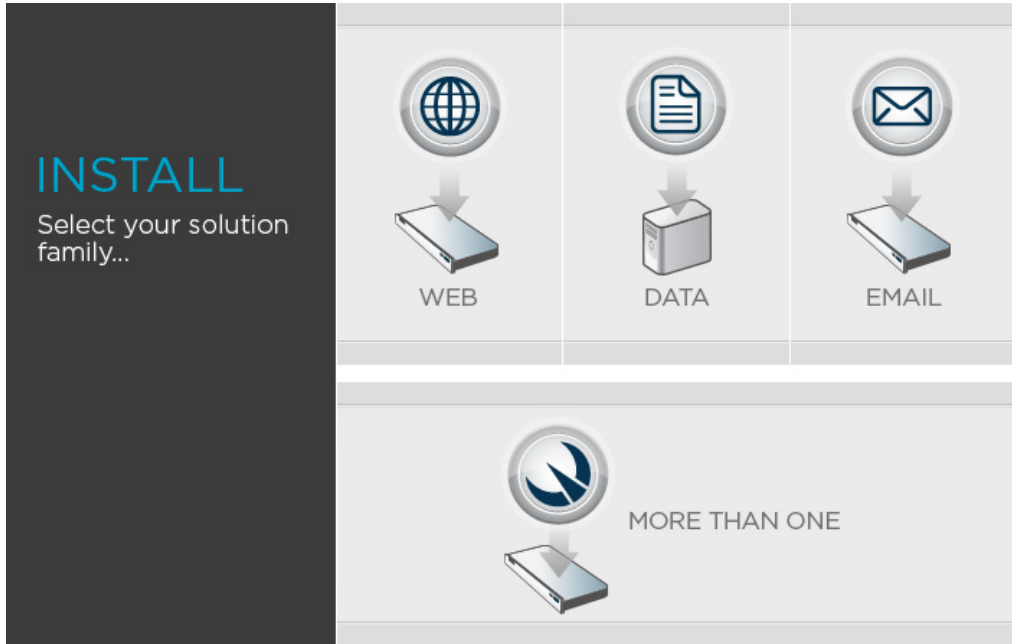 INSTALL
Select your solution
family...
WEB
DATA
EMAIL
MORE THAN ONE